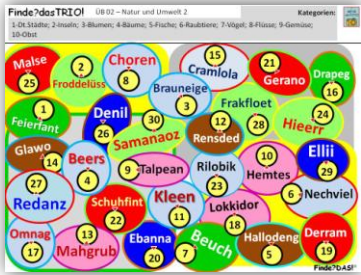 Finde?dasTRIO! ÜB 02 – Natur und Umwelt 2 Kategorien:
1-Dt.Städte; 2-Inseln; 3-Blumen; 4-Bäume; 5-Fische; 6-Raubtiere; 7-Vögel; 8-Flüsse; 9-Gemüse;
10-Obst
Malse
25
2
Froddelüss
Choren
8
15
Cramlola
21
Gerano
Drapeg
16
1
Feierfant
Denil
26
Brauneige
3
Frakfloet
28
24
Hieerr
30
Samanaoz
12
Rensded
Glawo
14
Beers
4
9
Talpean
Rilobik
23
10
Hemtes
Ellii
29
27
Redanz
Schuhfint
22
Kleen
11
Lokkidor
18
6
Nechviel
Omnag
17
13
Mahgrub
Ebanna
20
Beuch
7
Hallodeng
5
Derram
19
Finde?DAS!